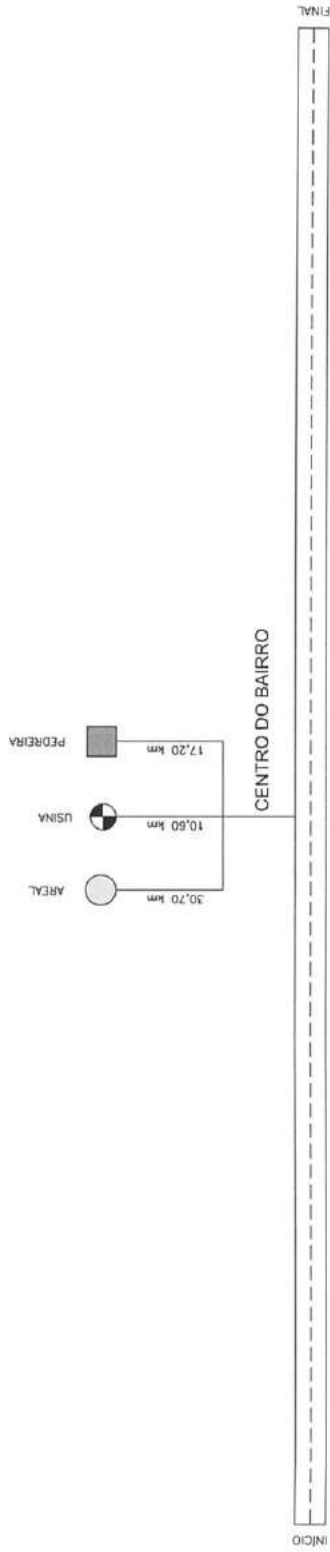 AREAL
USINA
PEDREIRA
30,70 km
10,60 km
17,20 km
CENTRO DO BAIRRO
INÍCIO
FINAL